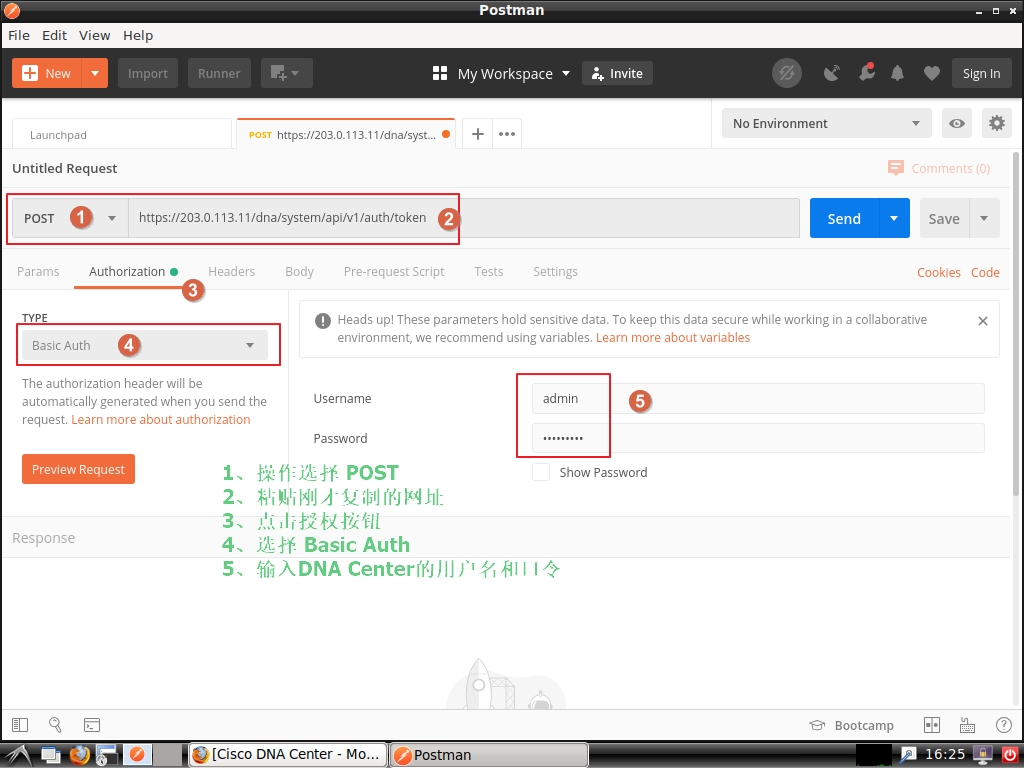 Postman
File Edit View Help
New Import Runner My Workspace Invite Sign In
Launchpad POST https://203.0.113.11/dna/syst... No Environment
Untitled Request Comments (0)
POST 1 https://203.0.113.11/dna/system/api/v1/auth/token 2 Send Save
Params Authorization Headers Body Pre-request Script Tests Settings Cookies Code
3
TYPE
Basic Auth 4
The authorization header will be
automatically generated when you send the
request. Learn more about authorization
Preview Request
Heads up! These parameters hold sensitive data. To keep this data secure while working in a collaborative
environment, we recommend using variables. Learn more about variables
Username admin 5
Password •••••••••
Show Password
1、操作选择 POST
2、粘贴刚才复制的网址
3、点击授权按钮
4、选择 Basic Auth
5、输入DNA Center的用户名和口令
Response
Bootcamp
[Cisco DNA Center - Mo... Postman 16:25